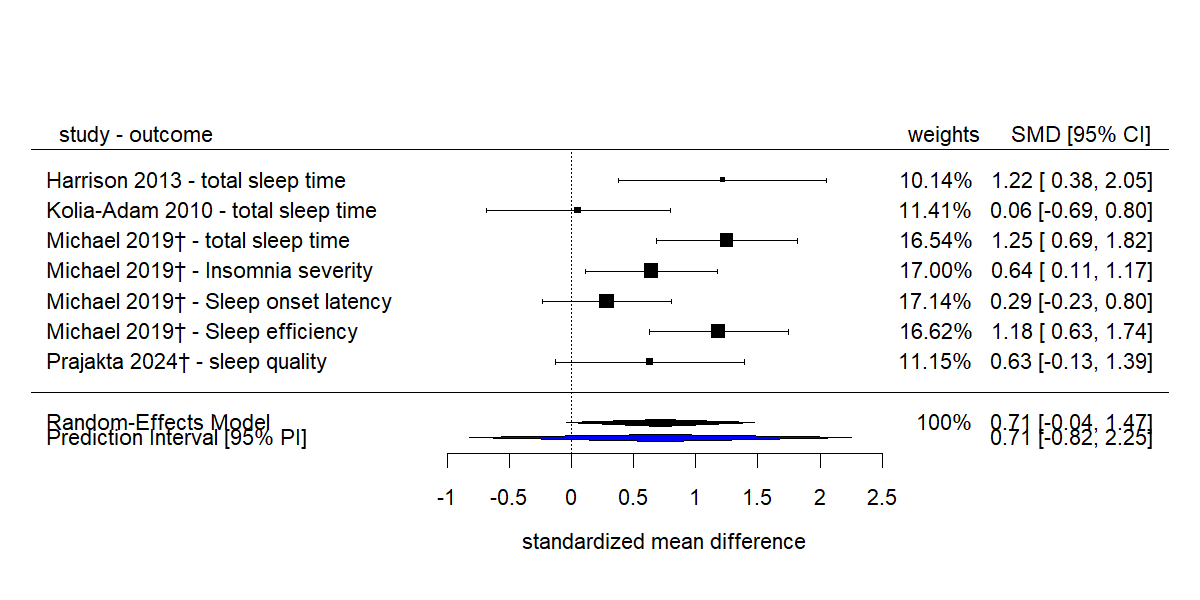 study - outcome weights SMD [95% CI]
Harrison 2013 - total sleep time 10.14% 1.22 [ 0.38, 2.05]
Kolia-Adam 2010 - total sleep time 11.41% 0.06 [-0.69, 0.80]
Michael 2019† - total sleep time 16.54% 1.25 [ 0.69, 1.82]
Michael 2019† - Insomnia severity 17.00% 0.64 [ 0.11, 1.17]
Michael 2019† - Sleep onset latency 17.14% 0.29 [-0.23, 0.80]
Michael 2019† - Sleep efficiency 16.62% 1.18 [ 0.63, 1.74]
Prajakta 2024† - sleep quality 11.15% 0.63 [-0.13, 1.39]
Random-Effects Model 100% 0.71 [-0.04, 1.47]
Prediction Interval [95% PI] 0.71 [-0.82, 2.25]
-1 -0.5 0 0.5 1 1.5 2 2.5
standardized mean difference